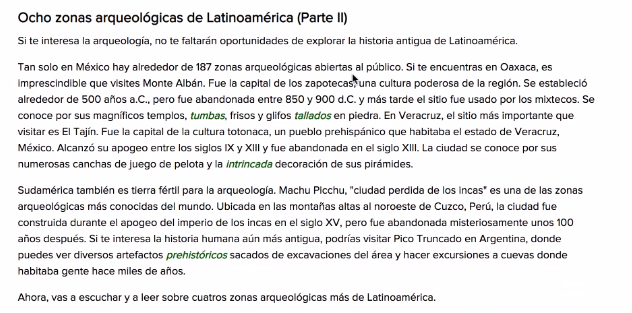 Ocho zonas arqueológicas de Latinoamérica (Parte II)
Si te interesa la arqueología, no te faltarán oportunidades de explorar la historia antigua de Latinoamérica.
Tan solo en México hay alrededor de 187 zonas arqueológicas abiertas al público. Si te encuentras en Oaxaca, es
imprescindible que visites Monte Albán. Fue la capital de los zapotecas, una cultura poderosa de la región. Se estableció
alrededor de 500 años a.C., pero fue abandonada entre 850 y 900 d.C. y más tarde el sitio fue usado por los mixtecos. Se
conoce por sus magníficos templos, tumbas, frisos y glifos tallados en piedra. En Veracruz, el sitio más importante que
visitar es El Tajín. Fue la capital de la cultura totonaca, un pueblo prehispánico que habitaba el estado de Veracruz,
México. Alcanzó su apogeo entre los siglos IX y XIII y fue abandonada en el siglo XIII. La ciudad se conoce por sus
numerosas canchas de juego de pelota y la intrincada decoración de sus pirámides.
Sudamérica también es tierra fértil para la arqueología. Machu Picchu, "ciudad perdida de los incas" es una de las zonas
arqueológicas más conocidas del mundo. Ubicada en las montañas altas al noroeste de Cuzco, Perú, la ciudad fue
construida durante el apogeo del imperio de los incas en el siglo XV, pero fue abandonada misteriosamente unos 100
años después. Si te interesa la historia humana aún más antigua, podrías visitar Pico Truncado en Argentina, donde
puedes ver diversos artefactos prehistóricos sacados de excavaciones del área y hacer excursiones a cuevas donde
habitaba gente hace miles de años.
Ahora, vas a escuchar y a leer sobre cuatros zonas arqueológicas más de Latinoamérica.